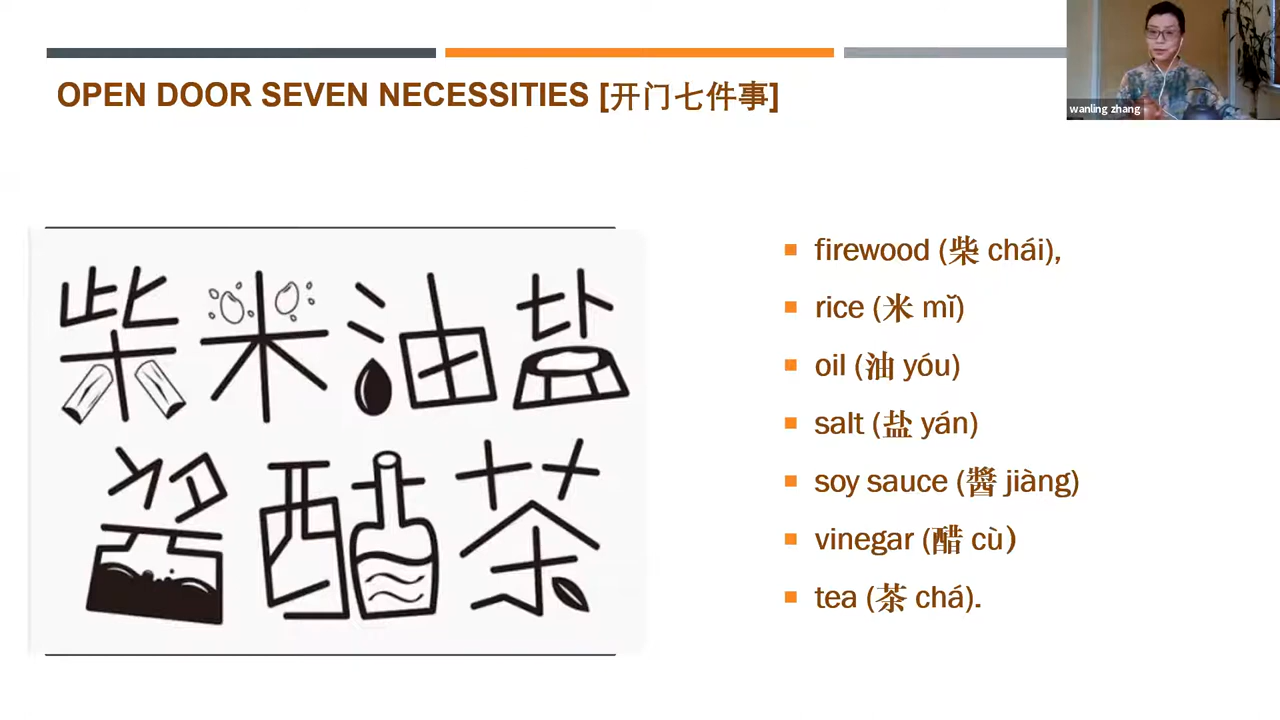 OPEN DOOR SEVEN NECESSITIES [开门七件事]
wanling zhang
柴米油盐
酱醋茶
firewood (柴 chái),
rice (米 mǐ)
oil (油 yóu)
salt (盐 yán)
soy sauce (醬 jiàng)
vinegar (醋 cù）
tea (茶 chá).